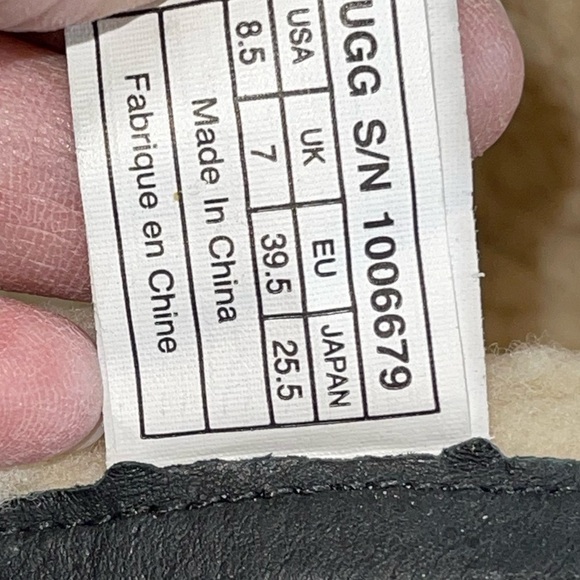 UGG S/N 1006679
USA UK EU JAPAN
8.5 7 39.5 25.5
Made In China
Fabrique en Chine